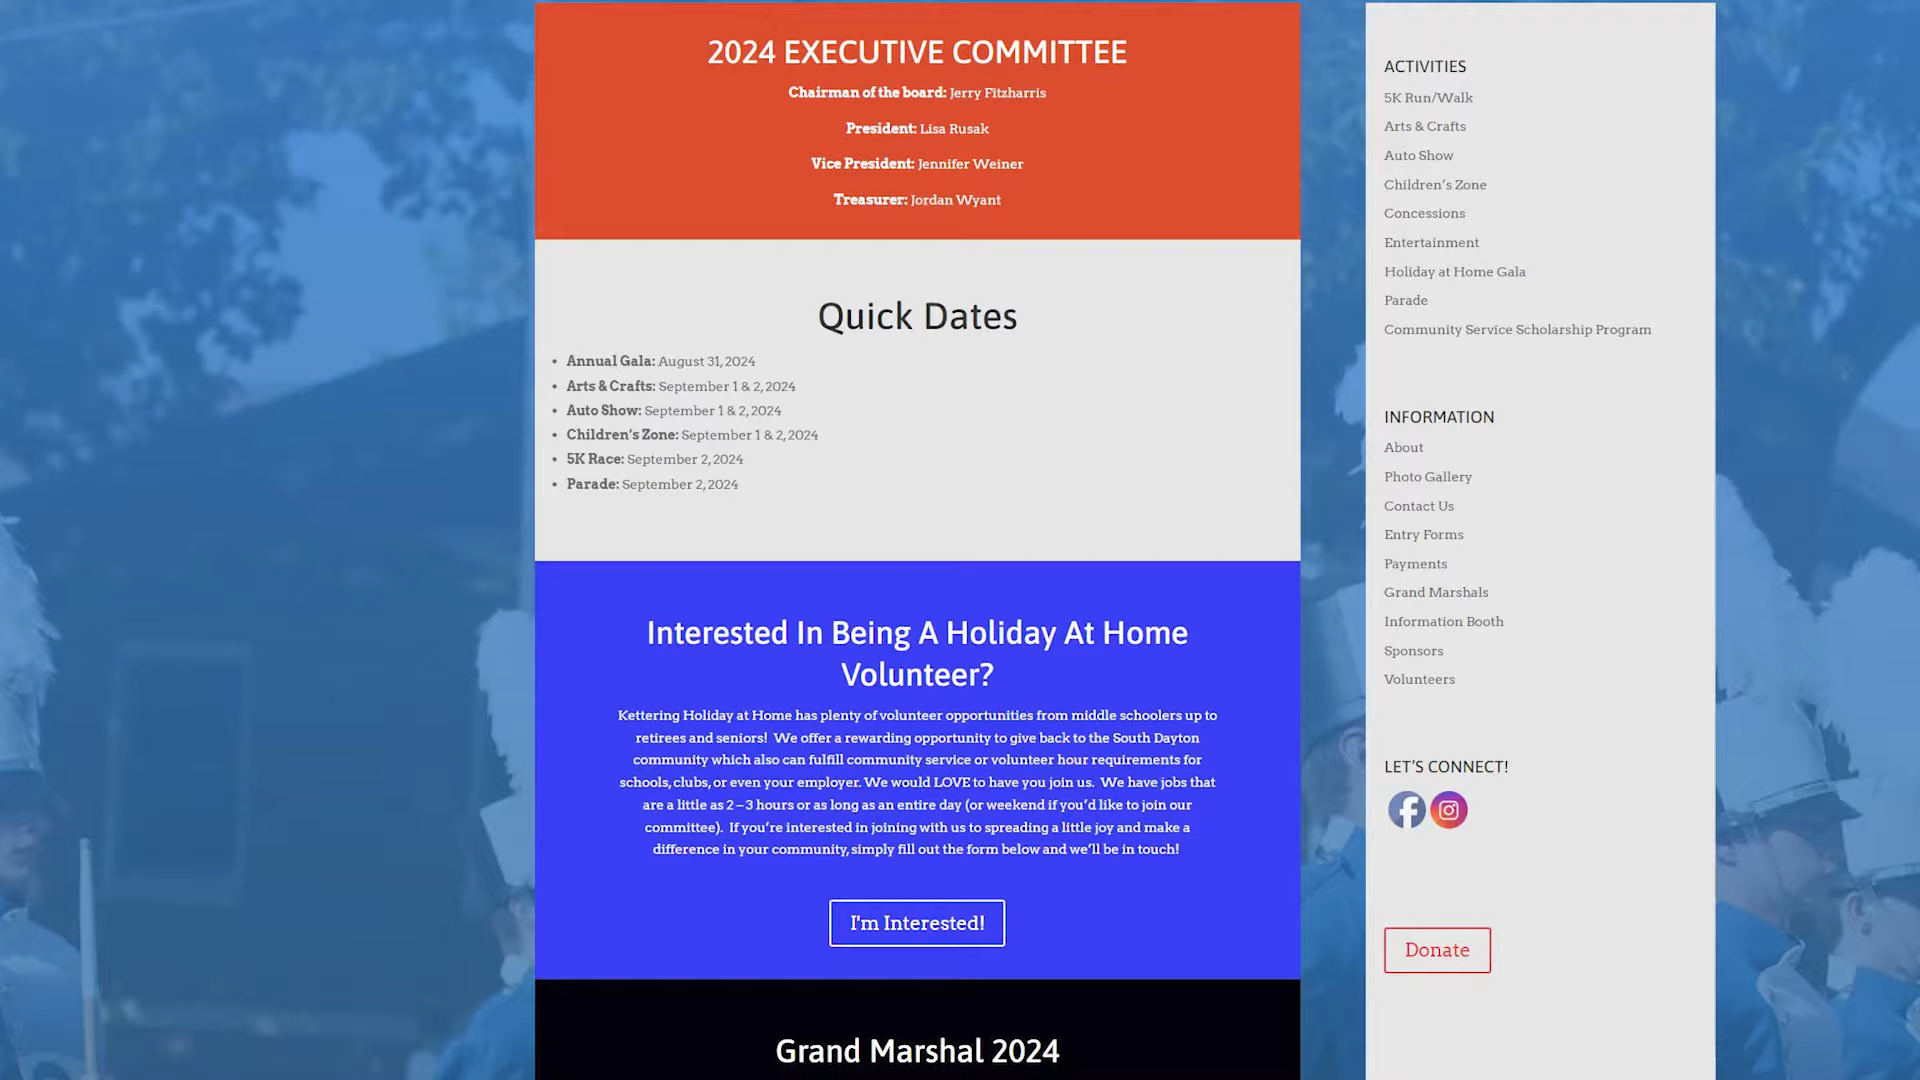 2024 EXECUTIVE COMMITTEE
Chairman of the board: Jerry Fitzharris
President: Lisa Rusak
Vice President: Jennifer Weiner
Treasurer: Jordan Wyant
Quick Dates
• Annual Gala: August 31, 2024
• Arts & Crafts: September 1 & 2, 2024
• Auto Show: September 1 & 2, 2024
• Children’s Zone: September 1 & 2, 2024
• 5K Race: September 2, 2024
• Parade: September 2, 2024
Interested In Being A Holiday At Home
Volunteer?
Kettering Holiday at Home has plenty of volunteer opportunities from middle schoolers up to
retirees and seniors! We offer a rewarding opportunity to give back to the South Dayton
community which also can fulfill community service or volunteer hour requirements for
schools, clubs, or even your employer. We would LOVE to have you join us. We have jobs that
are a little as 2 – 3 hours or as long as an entire day (or weekend if you’d like to join our
committee). If you’re interested in joining with us to spreading a little joy and make a
difference in your community, simply fill out the form below and we’ll be in touch!
I'm Interested!
Grand Marshal 2024
ACTIVITIES
5K Run/Walk
Arts & Crafts
Auto Show
Children’s Zone
Concessions
Entertainment
Holiday at Home Gala
Parade
Community Service Scholarship Program
INFORMATION
About
Photo Gallery
Contact Us
Entry Forms
Payments
Grand Marshals
Information Booth
Sponsors
Volunteers
LET’S CONNECT!
Donate